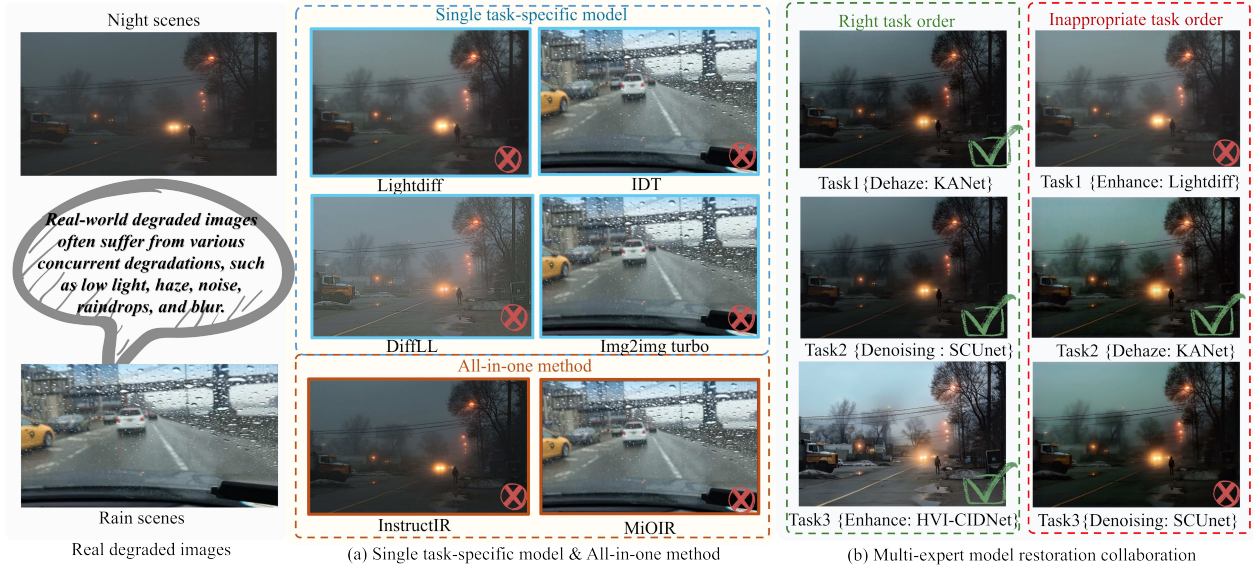 Night scenes
Real-world degraded images
often suffer from various
concurrent degradations, such
as low light, haze, noise,
raindrops, and blur.
Rain scenes
Real degraded images
Single task-specific model
Lightdiff
IDT
DiffLL
Img2img turbo
All-in-one method
InstructIR
MiOIR
(a) Single task-specific model & All-in-one method
Right task order
Task1{Dehaze: KANet}
Task2 {Denoising : SCUnet}
Task3 {Enhance: HVI-CIDNet}
Inappropriate task order
Task1 {Enhance: Lightdiff}
Task2 {Dehaze: KANet}
Task3{Denoising: SCUnet}
(b) Multi-expert model restoration collaboration